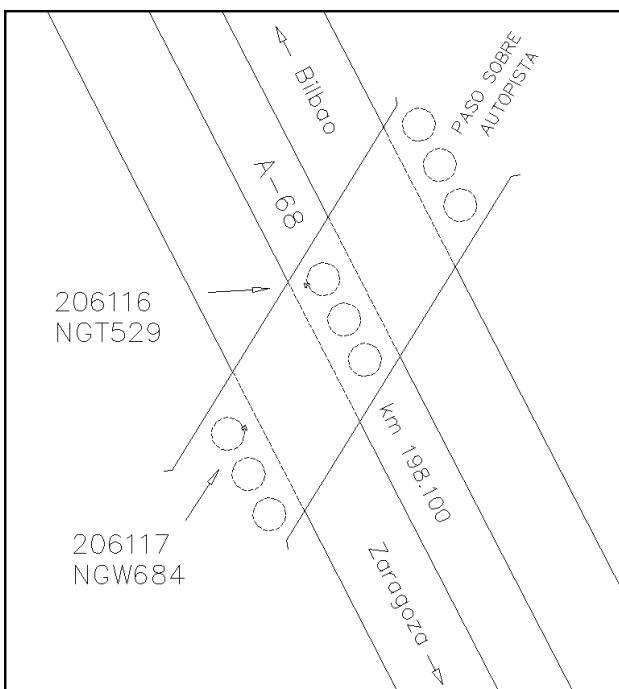 ← Bilbao
PASO SOBRE
AUTOPISTA
A-68
206116
NGT529
km 198.100
206117
NGW684
Zaragoza →